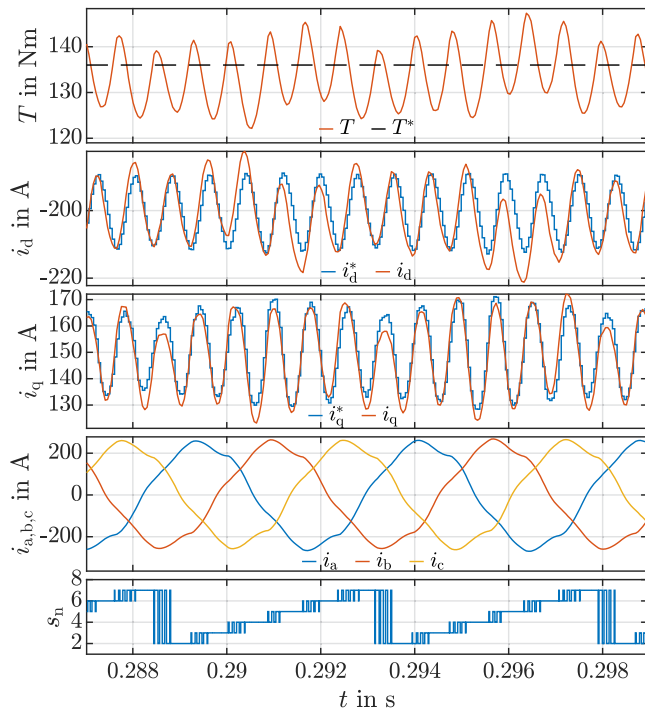 140
130
120
T in Nm
T T*
-200
-220
i_d in A
i_d^* i_d
170
160
150
140
130
i_q in A
i_q^* i_q
200
0
-200
i_a,b,c in A
i_a i_b i_c
8
6
4
2
s_n
0.288 0.29 0.292 0.294 0.296 0.298
t in s